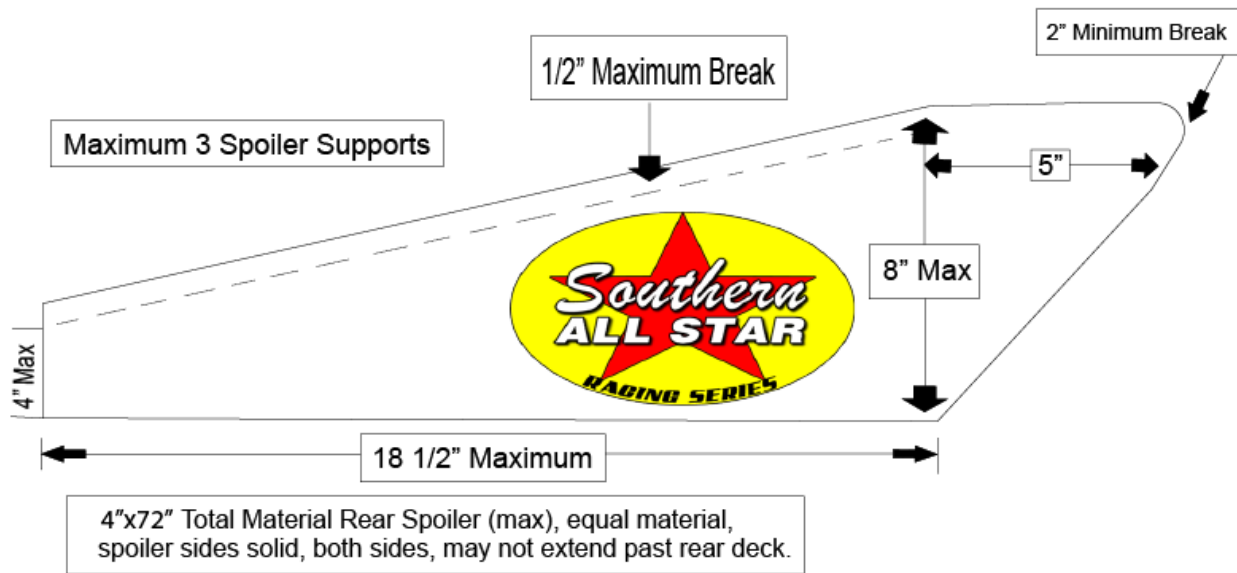 2” Minimum Break
1/2” Maximum Break
Maximum 3 Spoiler Supports
5”
8” Max
Southern
ALL STAR
RACING SERIES
4” Max
18 1/2” Maximum
4”x72” Total Material Rear Spoiler (max), equal material,
spoiler sides solid, both sides, may not extend past rear deck.